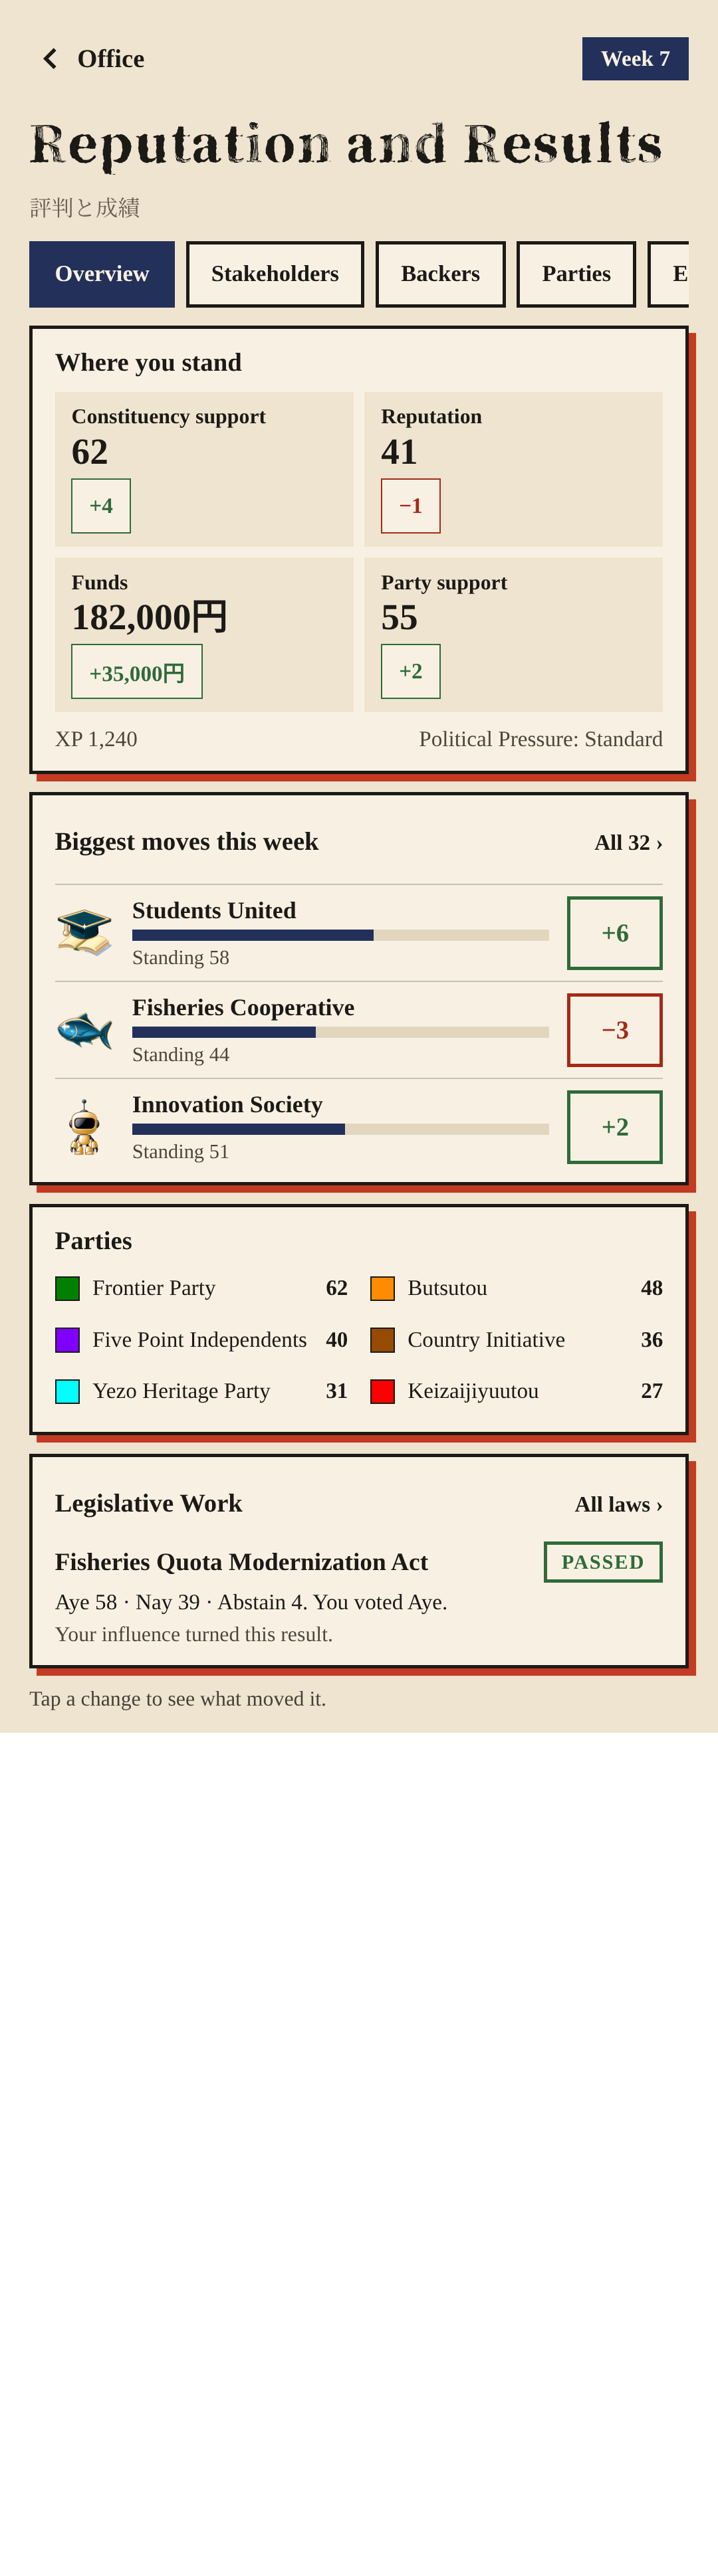 Office
Week 7
Reputation and Results
評判と成績
Overview
Stakeholders
Backers
Parties
E
Where you stand
Constituency support
62
+4
Reputation
41
−1
Funds
182,000円
+35,000円
Party support
55
+2
XP 1,240
Political Pressure: Standard
Biggest moves this week
All 32 ›
Students United
Standing 58
+6
Fisheries Cooperative
Standing 44
−3
Innovation Society
Standing 51
+2
Parties
Frontier Party 62
Butsutou 48
Five Point Independents 40
Country Initiative 36
Yezo Heritage Party 31
Keizaijiyuutou 27
Legislative Work
All laws ›
Fisheries Quota Modernization Act
PASSED
Aye 58 · Nay 39 · Abstain 4. You voted Aye.
Your influence turned this result.
Tap a change to see what moved it.